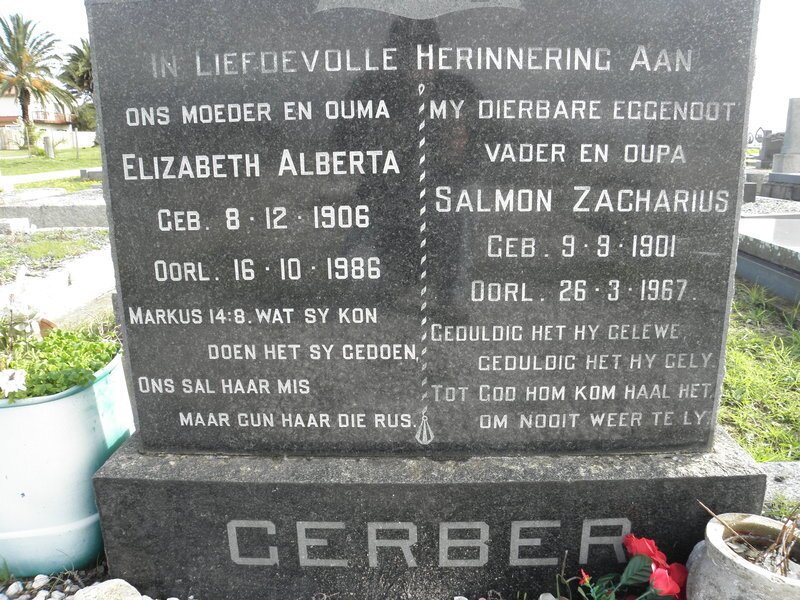 IN LIEFDEVOLLE HERINNERING AAN
ONS MOEDER EN OUMA
ELIZABETH ALBERTA
GEB. 8·12·1906
OORL. 16·10·1986
MARKUS 14:8. WAT SY KON
DOEN HET SY GEDOEN,
ONS SAL HAAR MIS
MAAR GUN HAAR DIE RUS.
MY DIERBARE EGGENOOT
VADER EN OUPA
SALMON ZACHARIUS
GEB. 9·9·1901
OORL. 26·3·1967.
GEDULDIG HET HY GELEWE,
GEDULDIG HET HY GELY,
TOT GOD HOM KOM HAAL HET,
OM NOOIT WEER TE LY
GERBER